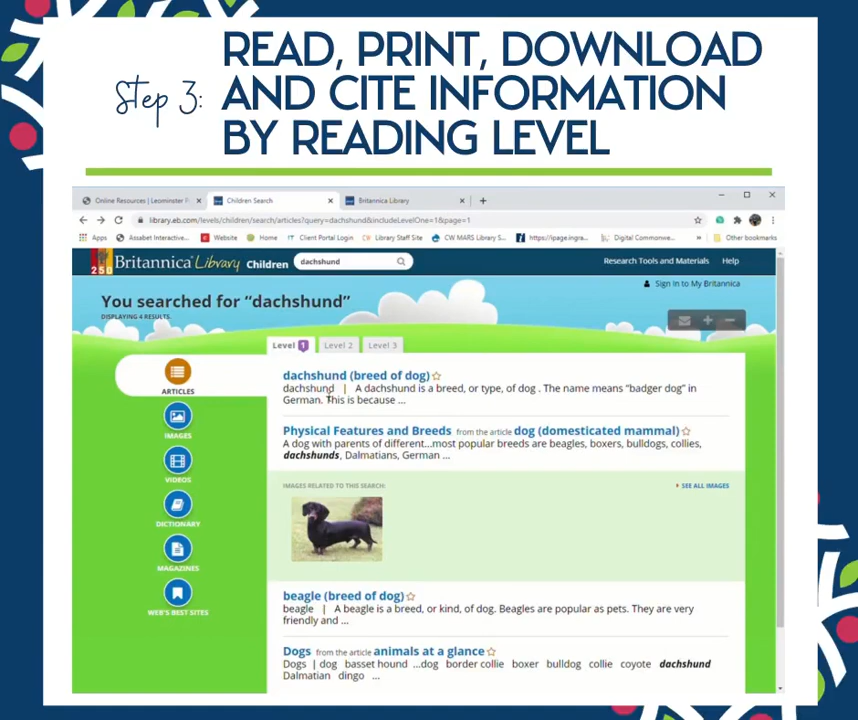 READ, PRINT, DOWNLOAD
Step 3: AND CITE INFORMATION
BY READING LEVEL
Online Resources | Leominster
Children Search
Britannica Library
library.eb.com/levels/children/search/articles?query=dachshund&includeLevelOne=1&page=1
Apps
Assabet Interactive...
Website
Home
Client Portal Login
Library Staff Site
CW MARS Library S...
https://ipage.ingra...
Digital Commonwe...
»
Other bookmarks
250
Britannica Library Children
dachshund
Research Tools and Materials
Help
Sign In to My Britannica
You searched for "dachshund"
DISPLAYING 4 RESULTS.
Level 1
Level 2
Level 3
ARTICLES
IMAGES
VIDEOS
DICTIONARY
MAGAZINES
WEB'S BEST SITES
dachshund (breed of dog)
dachshund | A dachshund is a breed, or type, of dog . The name means "badger dog" in
German. This is because ...
Physical Features and Breeds from the article dog (domesticated mammal)
A dog with parents of different...most popular breeds are beagles, boxers, bulldogs, collies,
dachshunds, Dalmatians, German ...
IMAGES RELATED TO THIS SEARCH:
SEE ALL IMAGES
beagle (breed of dog)
beagle | A beagle is a breed, or kind, of dog. Beagles are popular as pets. They are very
friendly and ...
Dogs from the article animals at a glance
Dogs | dog basset hound ...dog border collie boxer bulldog collie coyote dachshund
Dalmatian dingo ...